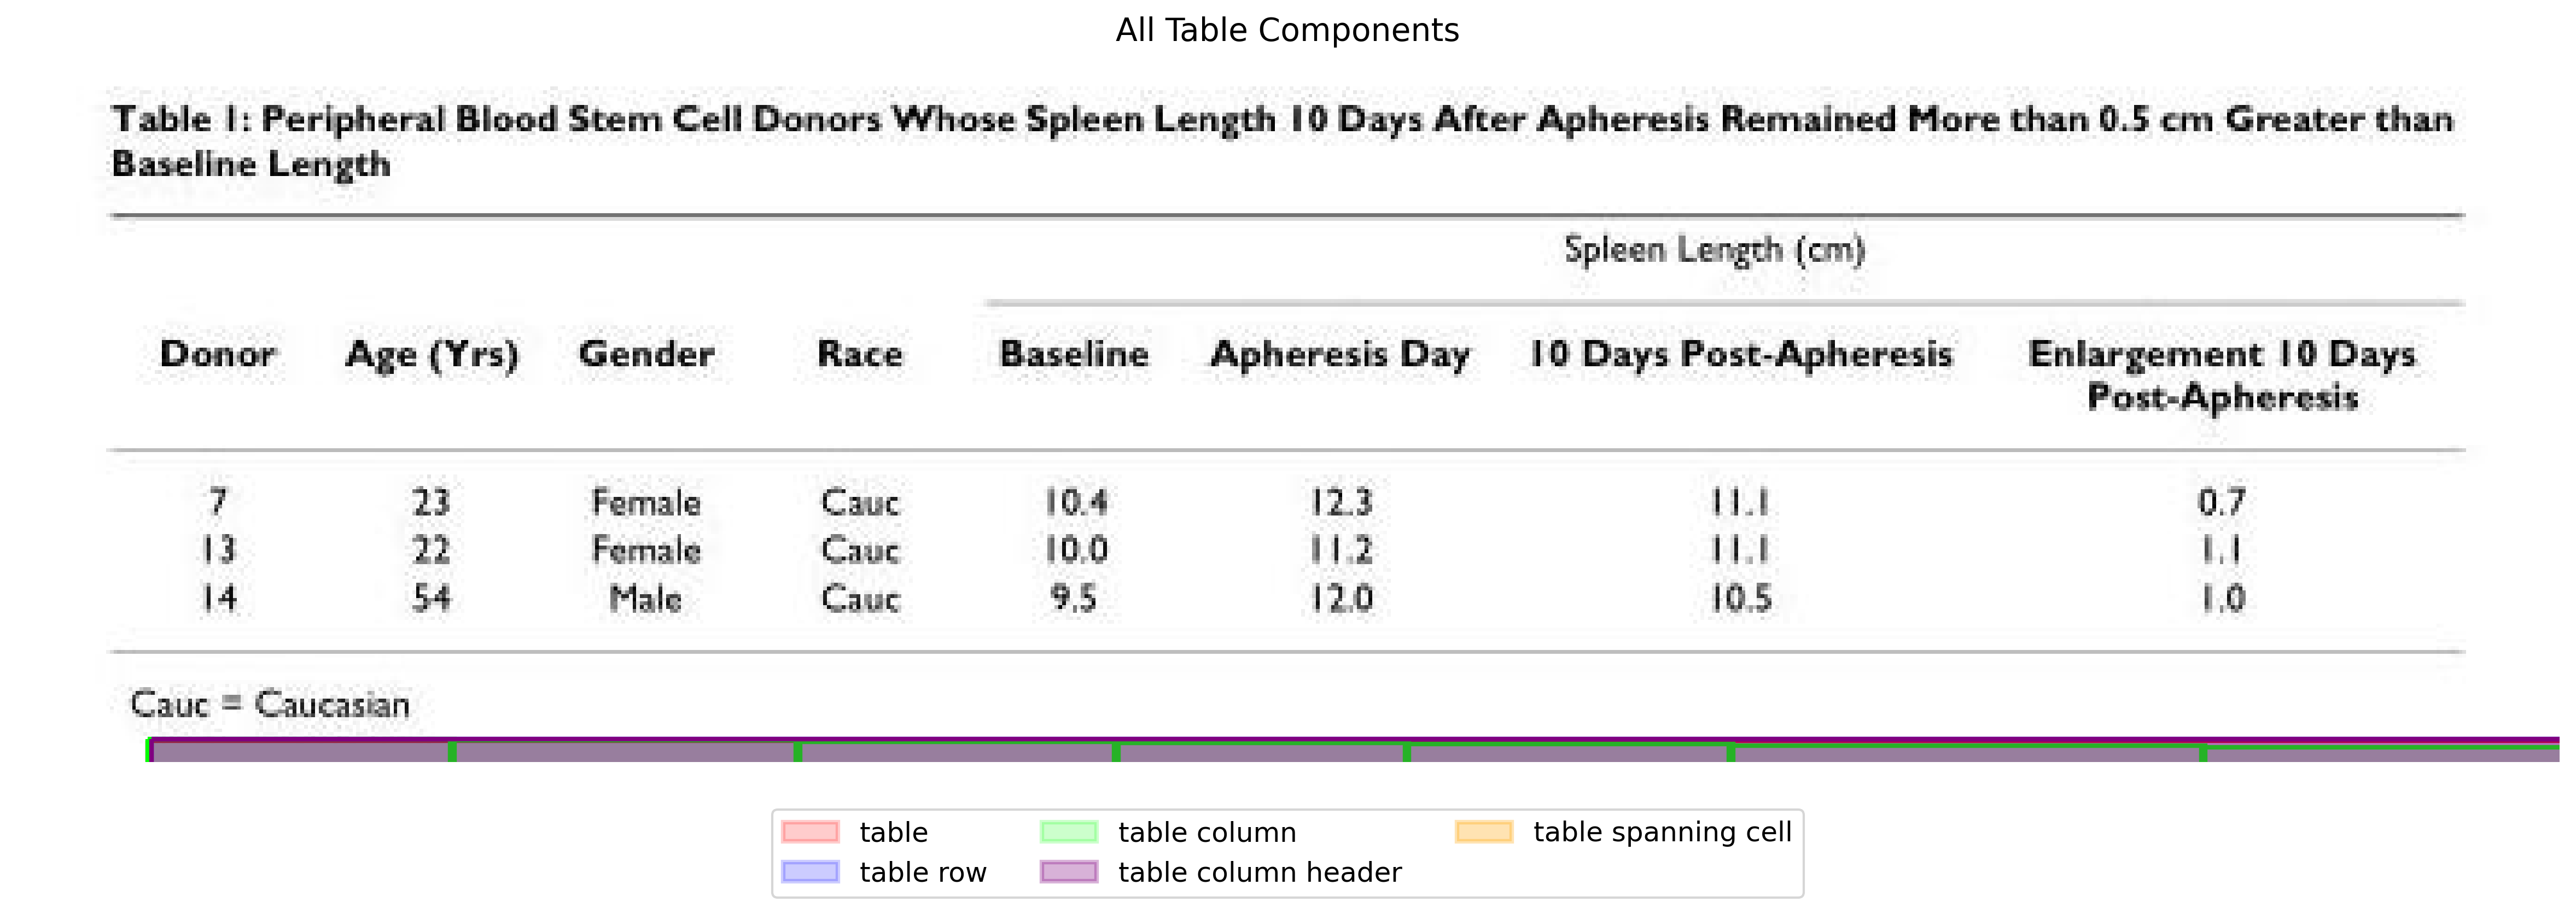 All Table Components
Table 1: Peripheral Blood Stem Cell Donors Whose Spleen Length 10 Days After Apheresis Remained More than 0.5 cm Greater than
Baseline Length
Spleen Length (cm)
Donor Age (Yrs) Gender Race Baseline Apheresis Day 10 Days Post-Apheresis Enlargement 10 Days
Post-Apheresis
7 23 Female Cauc 10.4 12.3 11.1 0.7
13 22 Female Cauc 10.0 11.2 11.1 1.1
14 54 Male Cauc 9.5 12.0 10.5 1.0
Cauc = Caucasian
table table column table spanning cell
table row table column header